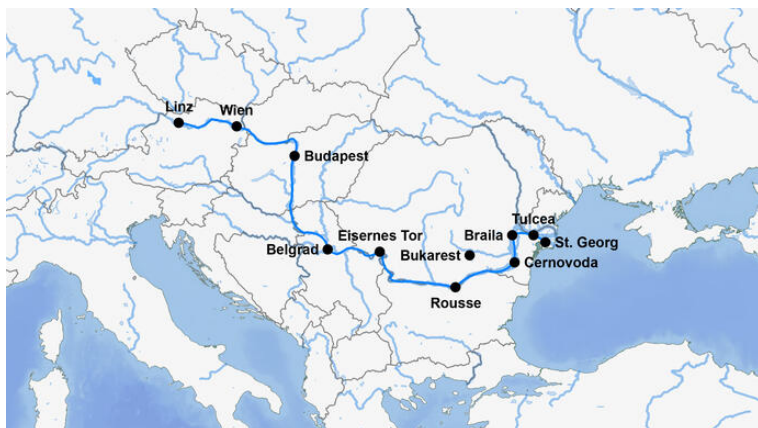 Linz
Wien
Budapest
Belgrad
Eisernes Tor
Bukarest
Braila
Tulcea
St. Georg
Cernovoda
Rousse